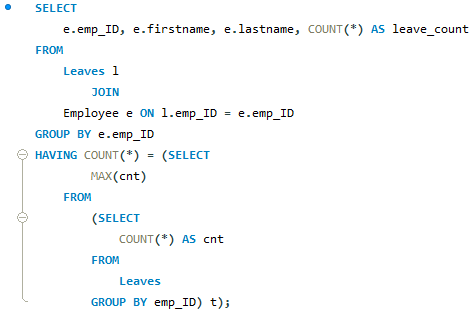 SELECT
e.emp_ID, e.firstname, e.lastname, COUNT(*) AS leave_count
FROM
Leaves l
JOIN
Employee e ON l.emp_ID = e.emp_ID
GROUP BY e.emp_ID
HAVING COUNT(*) = (SELECT
MAX(cnt)
FROM
(SELECT
COUNT(*) AS cnt
FROM
Leaves
GROUP BY emp_ID) t);